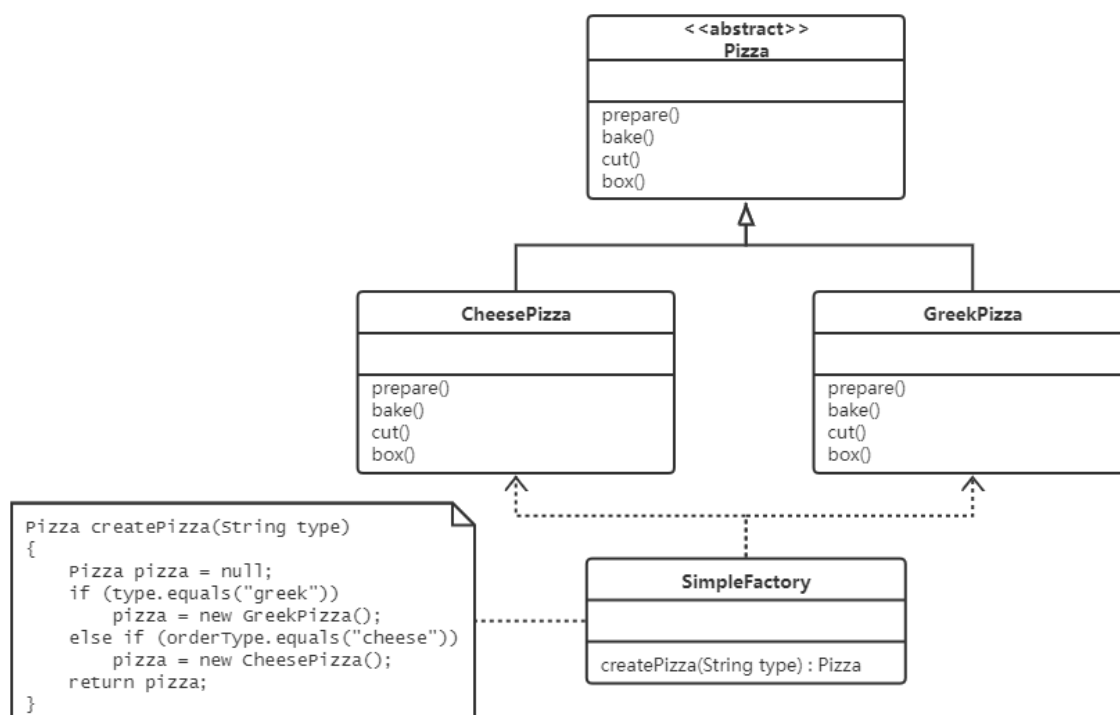 <<abstract>>
Pizza
prepare()
bake()
cut()
box()
CheesePizza
prepare()
bake()
cut()
box()
GreekPizza
prepare()
bake()
cut()
box()
Pizza createPizza(String type)
{
    Pizza pizza = null;
    if (type.equals("greek"))
        pizza = new GreekPizza();
    else if (orderType.equals("cheese"))
        pizza = new CheesePizza();
    return pizza;
}
SimpleFactory
createPizza(String type) : Pizza